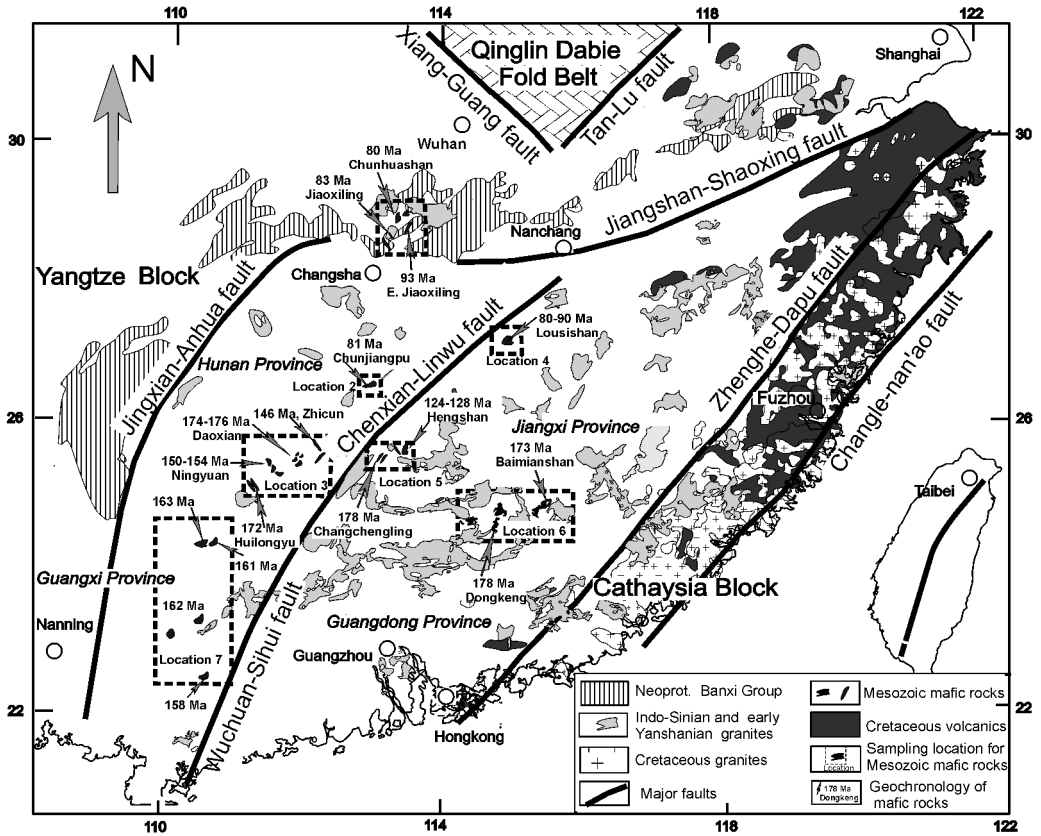 110
114
118
122
N
Qinglin Dabie
Fold Belt
Xiang-Guang fault
Tan-Lu fault
Shanghai
30
30
Wuhan
80 Ma
Chunhuashan
83 Ma
Jiaoxiling
Jiangshan-Shaoxing fault
Nanchang
Yangtze Block
Changsha
93 Ma
E. Jiaoxiling
Jingxian-Anhua fault
Chenxian-Linwu fault
Zhenghe-Dapu fault
Changle-nan'ao fault
80-90 Ma
Lousishan
Location 4
Hunan Province
81 Ma
Chunjiangpu
Location 2
124-128 Ma
Hengshan
Fuzhou
26
26
146 Ma, Zhicun
174-176 Ma
Daoxian
Jiangxi Province
173 Ma
Baimianshan
150-154 Ma
Ningyuan
Location 3
Location 5
Taibei
163 Ma
172 Ma
Huilongyu
178 Ma
Changchengling
Location 6
161 Ma
178 Ma
Dongkeng
Guangxi Province
Cathaysia Block
162 Ma
Nanning
Guangdong Province
Wuchuan-Sihui fault
Guangzhou
Location 7
158 Ma
22
22
Hongkong
Neoprot. Banxi Group
Indo-Sinian and early
Yanshanian granites
Cretaceous granites
Major faults
Mesozoic mafic rocks
Cretaceous volcanics
Location
Sampling location for
Mesozoic mafic rocks
178 Ma
Dongkeng
Geochronology of
mafic rocks
110
114
118
122